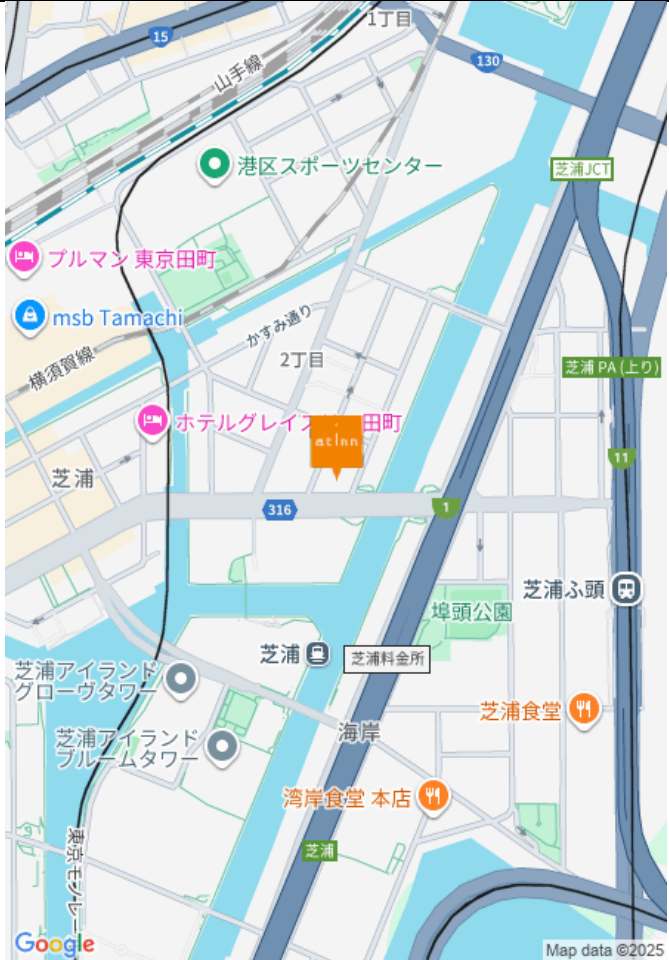 1丁目
15
山手線
130
港区スポーツセンター
芝浦JCT
プルマン 東京田町
msb Tamachi
かすみ通り
横須賀線
2丁目
芝浦 PA (上り)
ホテルグレイス
田町
at Inn
芝浦
11
316
1
芝浦ふ頭
埠頭公園
芝浦
芝浦料金所
芝浦アイランド
グローヴタワー
芝浦食堂
海岸
芝浦アイランド
ブルームタワー
湾岸食堂 本店
東京モノレー
芝浦
Google
Map data ©2025